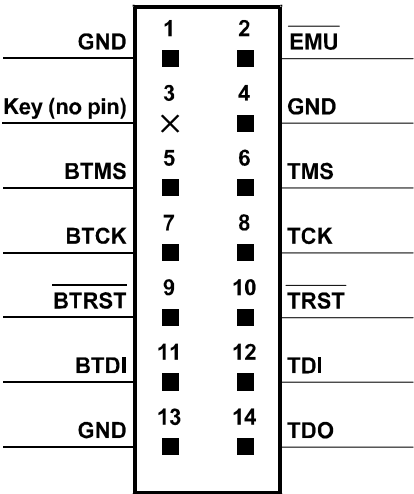 GND 1 2 EMU
Key (no pin) 3 4 GND
BTMS 5 6 TMS
BTCK 7 8 TCK
BTRST 9 10 TRST
BTDI 11 12 TDI
GND 13 14 TDO